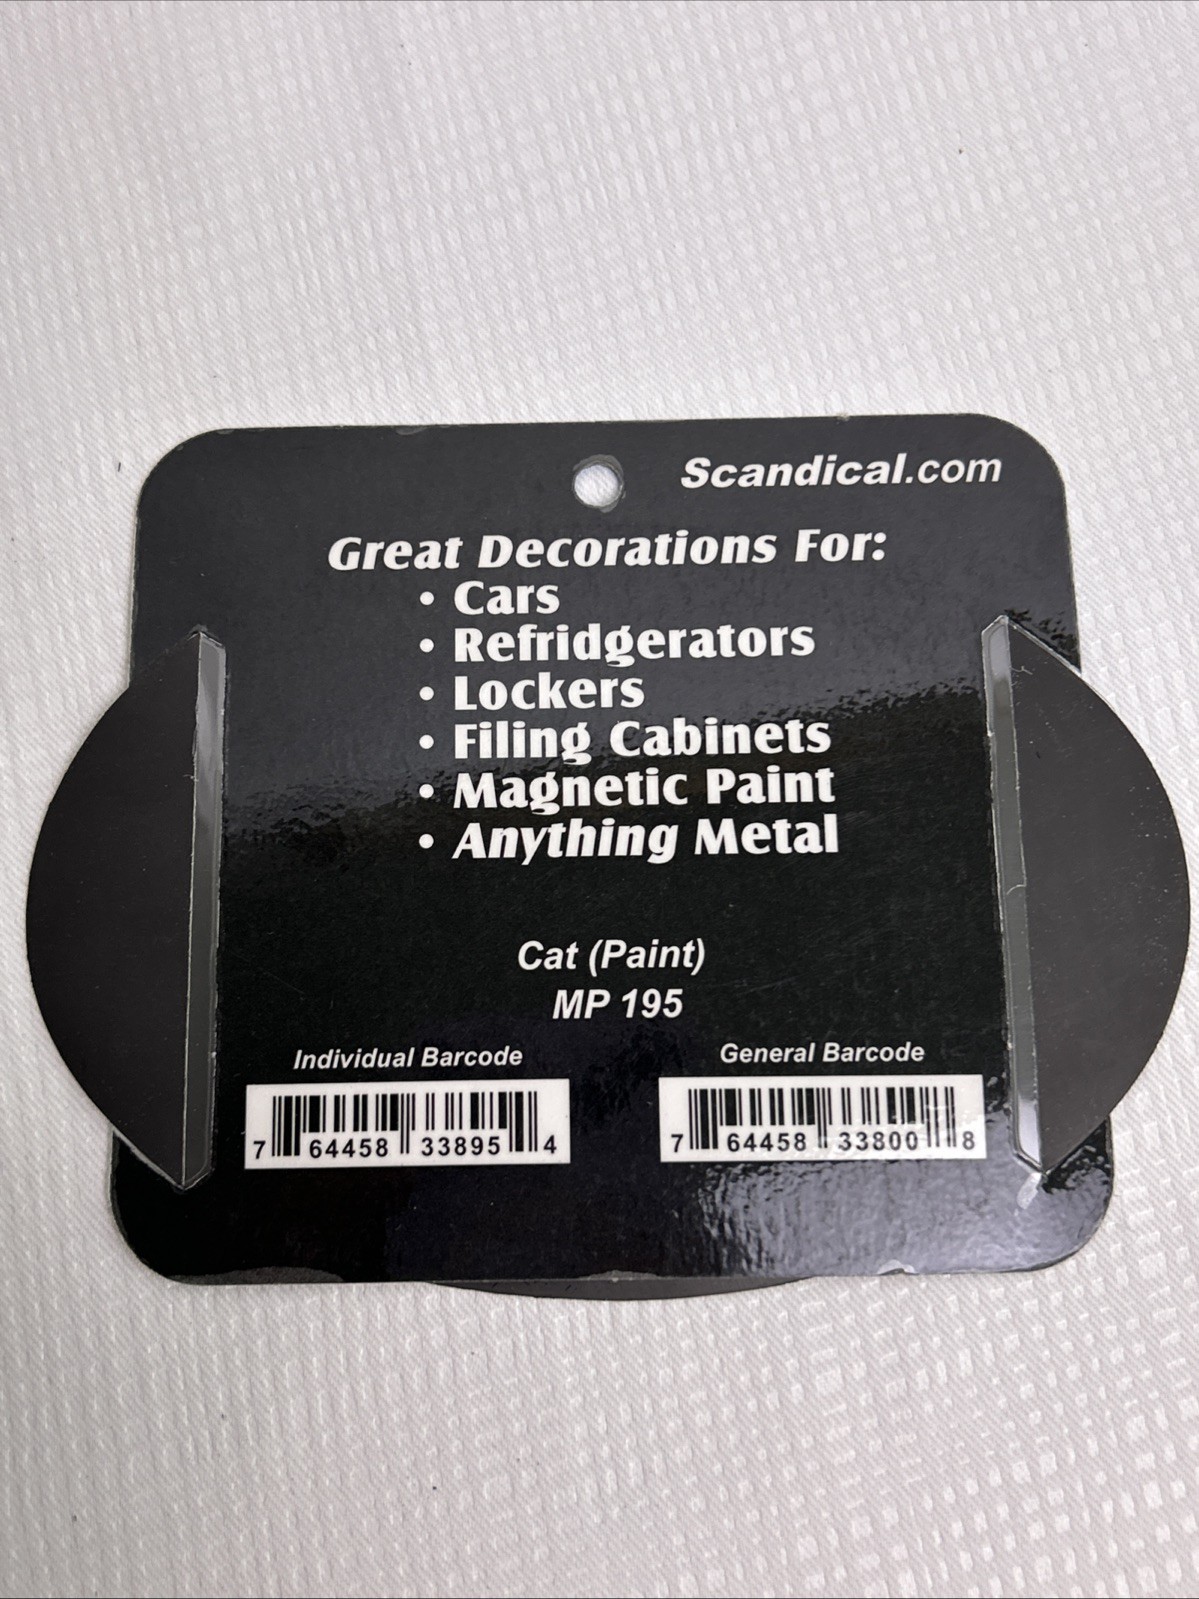 Scandical.com
Great Decorations For:
• Cars
• Refridgerators
• Lockers
• Filing Cabinets
• Magnetic Paint
• Anything Metal
Cat (Paint)
MP 195
Individual Barcode
General Barcode
7 64458 33895 4
7 64458 33800 8